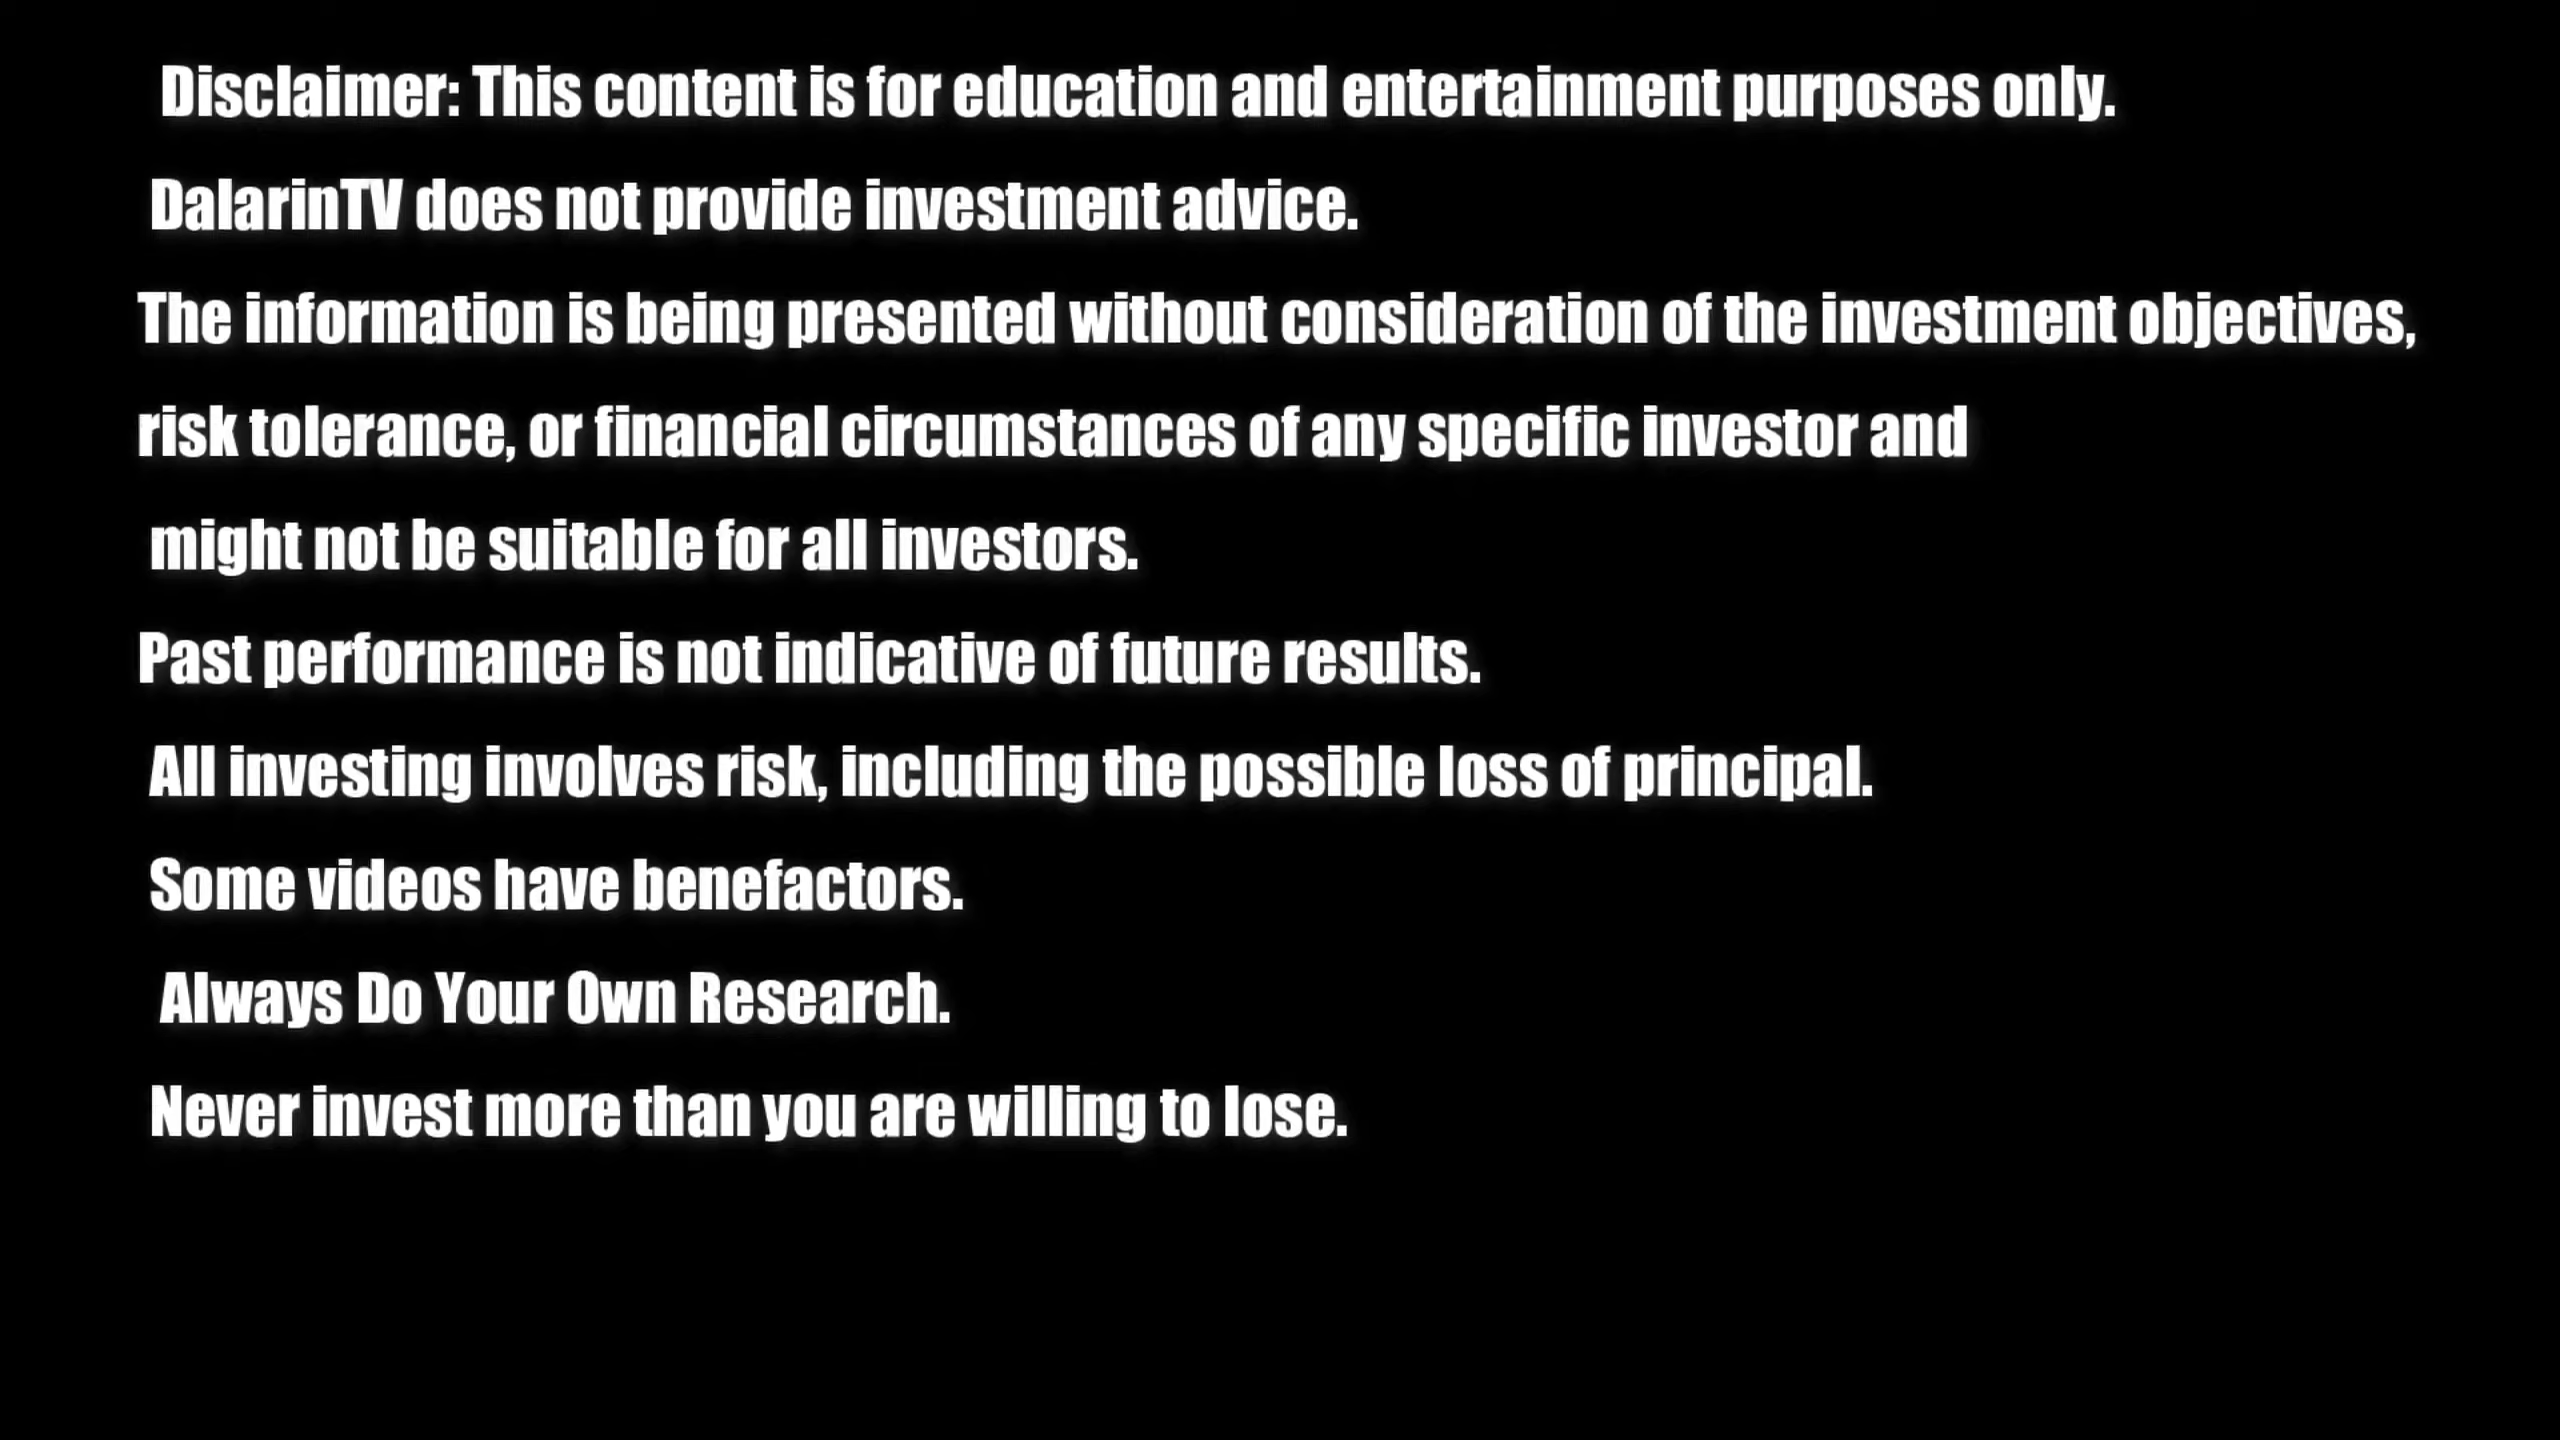 Disclaimer: This content is for education and entertainment purposes only.
DalarinTV does not provide investment advice.
The information is being presented without consideration of the investment objectives,
risk tolerance, or financial circumstances of any specific investor and
might not be suitable for all investors.
Past performance is not indicative of future results.
All investing involves risk, including the possible loss of principal.
Some videos have benefactors.
Always Do Your Own Research.
Never invest more than you are willing to lose.